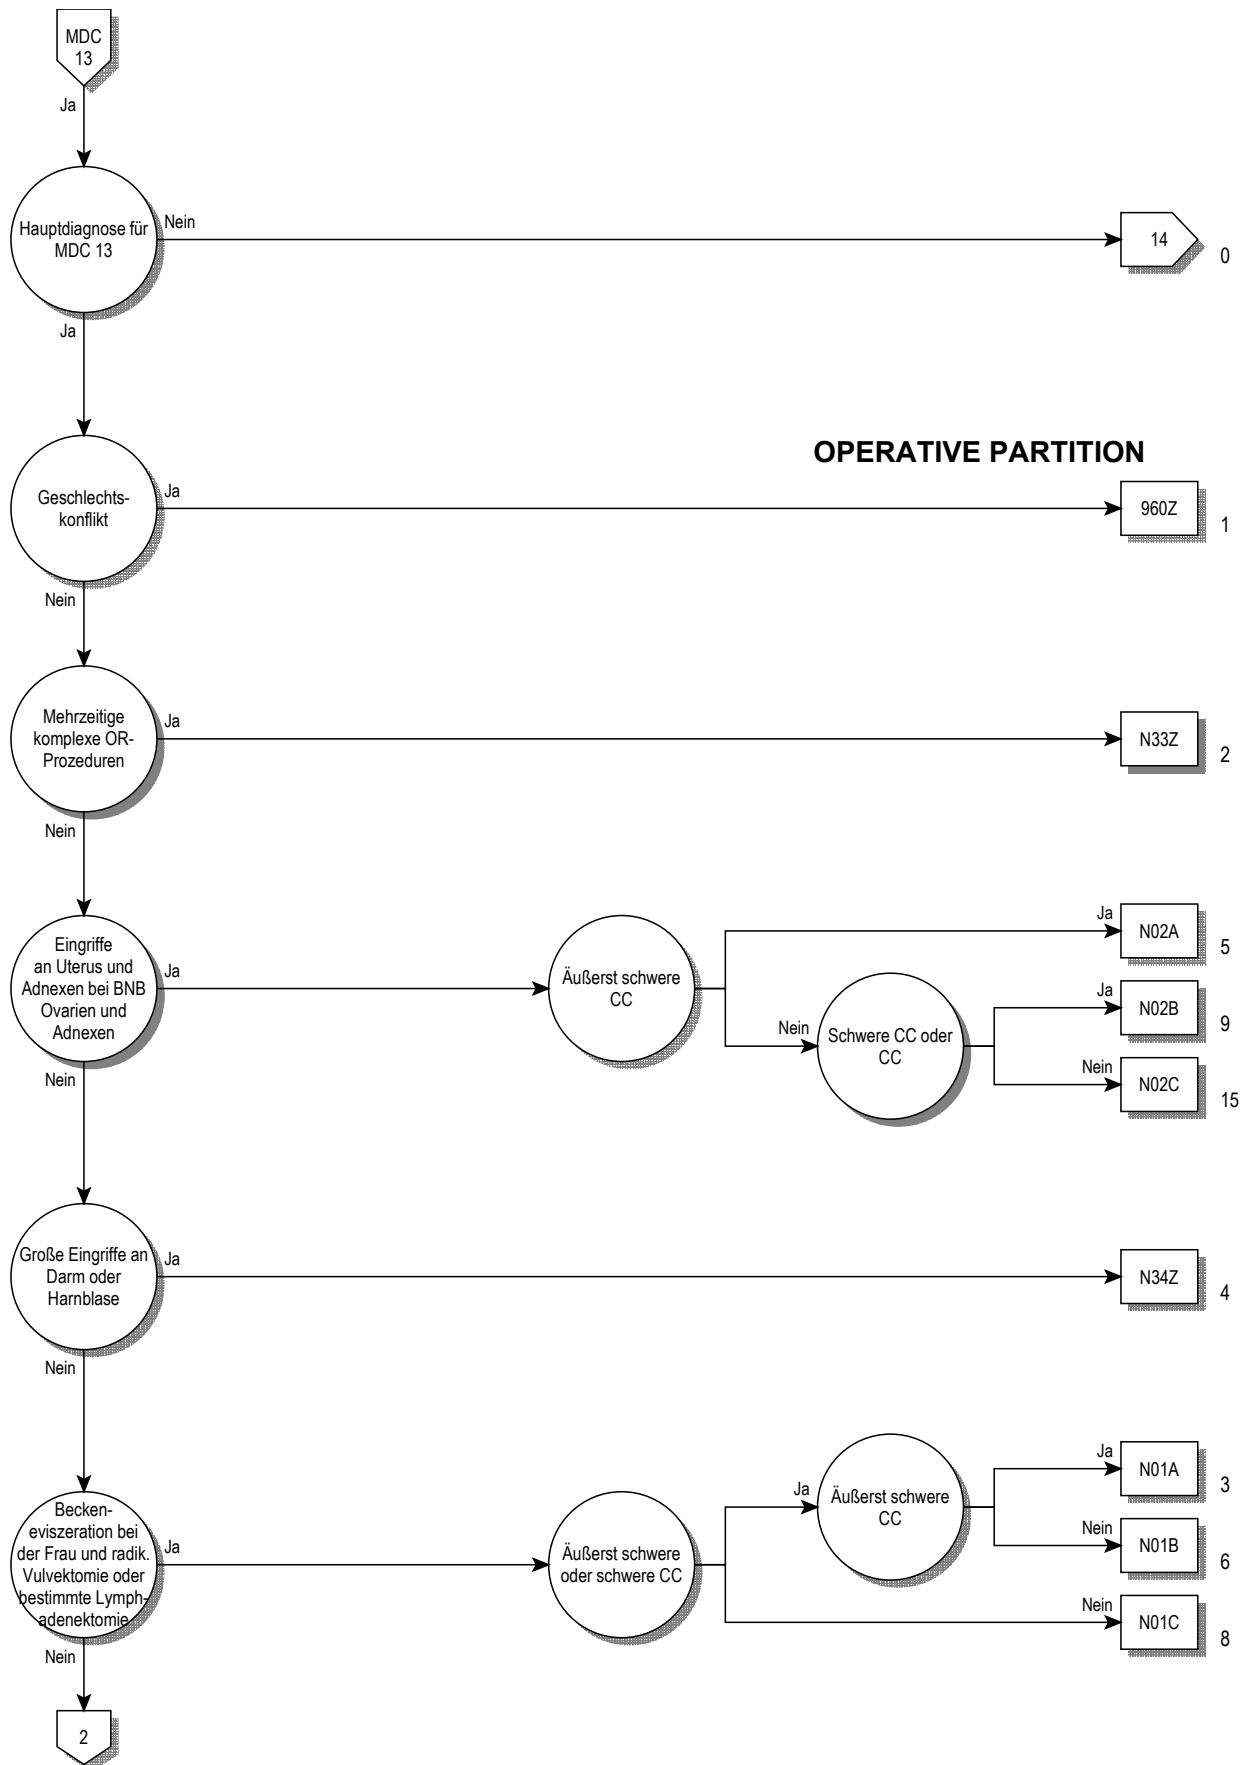 MDC
13
Ja
Hauptdiagnose für
MDC 13
Nein
14
0
Ja
OPERATIVE PARTITION
Geschlechts-
konflikt
Ja
960Z
1
Nein
Mehrzeitige
komplexe OR-
Prozeduren
Ja
N33Z
2
Nein
Eingriffe
an Uterus und
Adnexen bei BNB
Ovarien und
Adnexen
Ja
Äußerst schwere
CC
Ja
N02A
5
Nein
Schwere CC oder
CC
Ja
N02B
9
Nein
N02C
15
Nein
Große Eingriffe an
Darm oder
Harnblase
Ja
N34Z
4
Nein
Becken-
eviszeration bei
der Frau und radik.
Vulvektomie oder
bestimmte Lymph-
adenektomie
Ja
Äußerst schwere
oder schwere CC
Ja
Äußerst schwere
CC
Ja
N01A
3
Nein
N01B
6
Nein
N01C
8
Nein
2